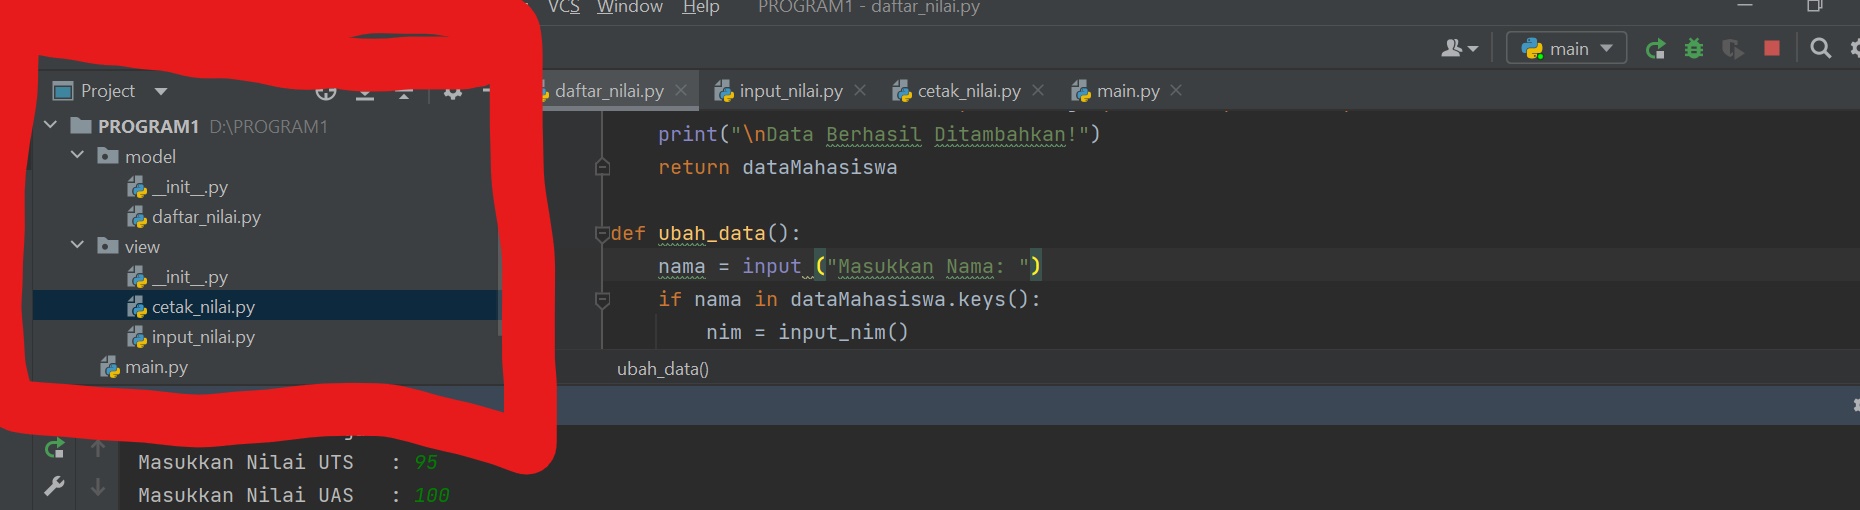 VCS Window Help PROGRAM1 - daftar_nilai.py
main
Project
daftar_nilai.py input_nilai.py cetak_nilai.py main.py
PROGRAM1 D:\PROGRAM1
model
__init__.py
daftar_nilai.py
view
__init__.py
cetak_nilai.py
input_nilai.py
main.py
print("\nData Berhasil Ditambahkan!")
return dataMahasiswa
def ubah_data():
nama = input ("Masukkan Nama: ")
if nama in dataMahasiswa.keys():
nim = input_nim()
ubah_data()
Masukkan Nilai UTS : 95
Masukkan Nilai UAS : 100